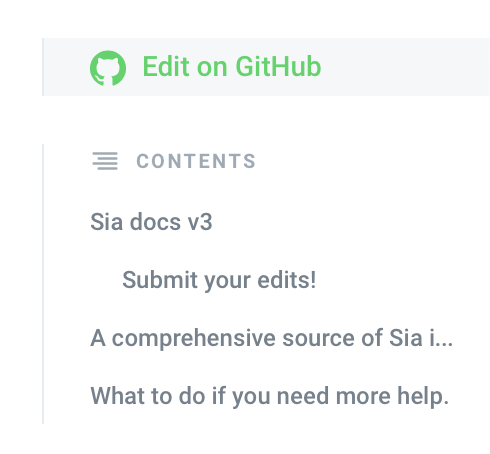 Edit on GitHub
CONTENTS
Sia docs v3
Submit your edits!
A comprehensive source of Sia i...
What to do if you need more help.